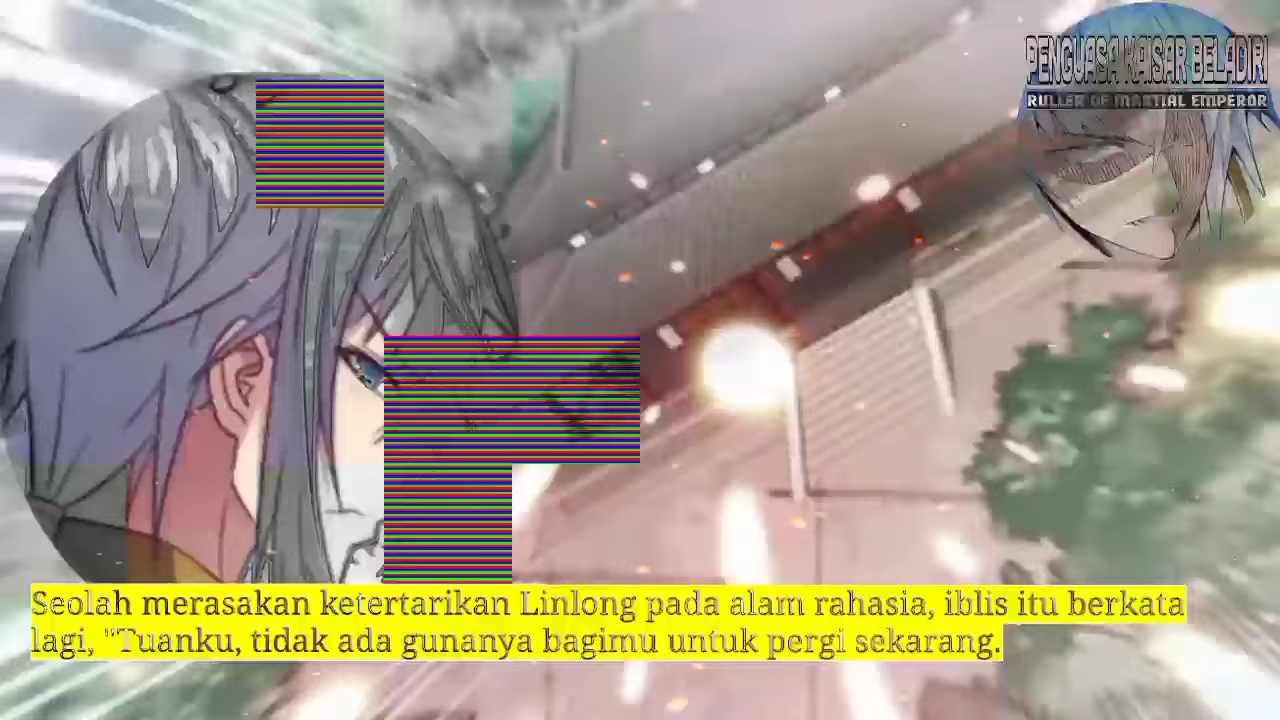 PENGUASA KAISAR BELADIRI
RULLER OF MARTIAL EMPEROR
Seolah merasakan ketertarikan Linlong pada alam rahasia, iblis itu berkata
lagi, "Tuanku, tidak ada gunanya bagimu untuk pergi sekarang.